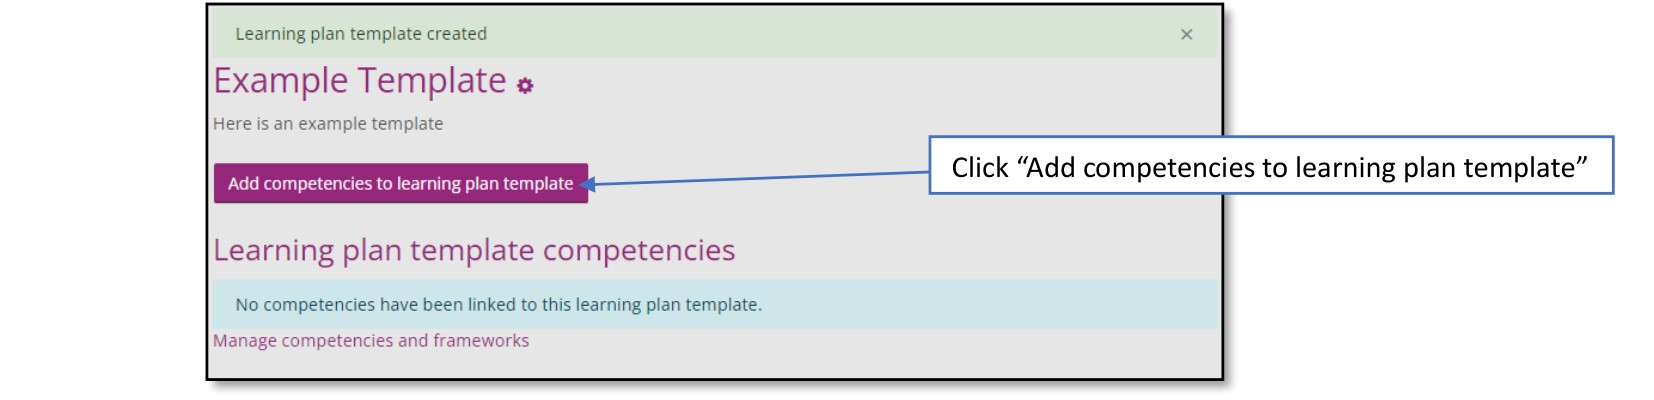 Learning plan template created ×
Example Template
Here is an example template
Add competencies to learning plan template
Click “Add competencies to learning plan template”
Learning plan template competencies
No competencies have been linked to this learning plan template.
Manage competencies and frameworks